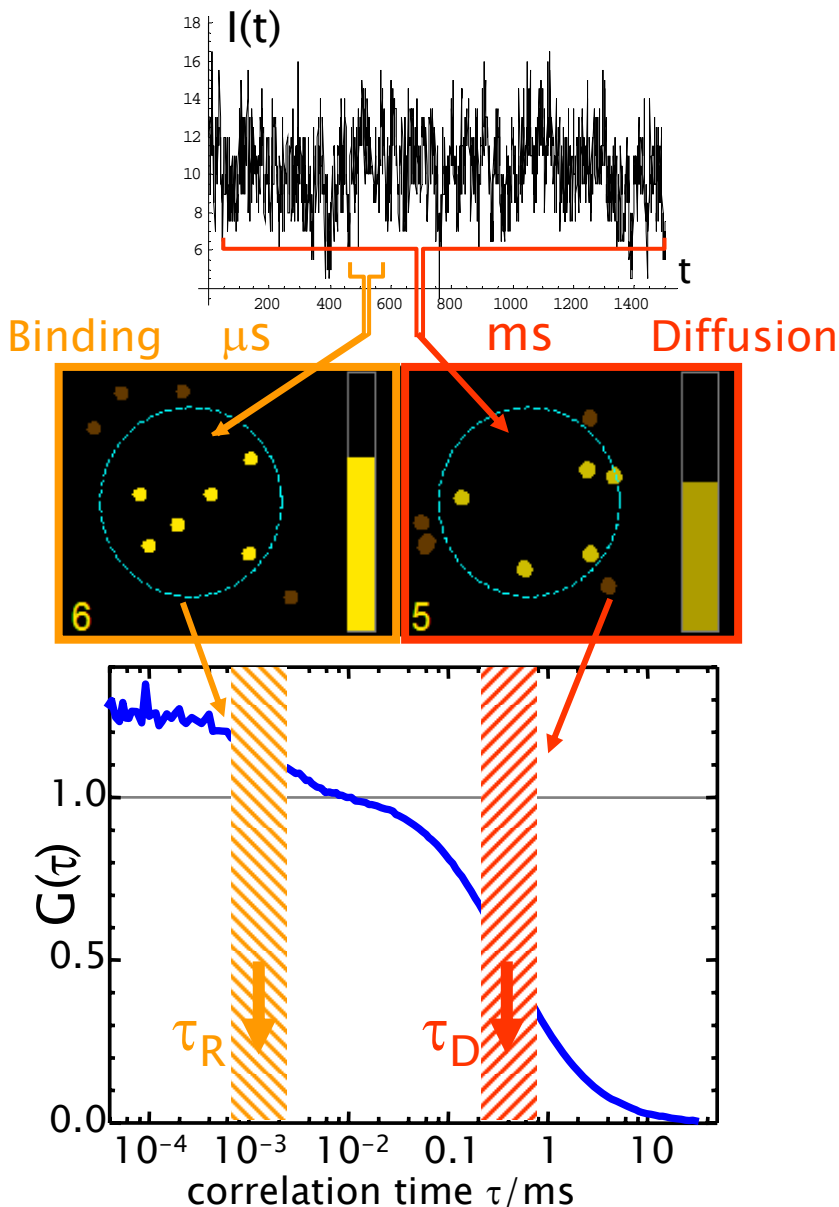 I(t)
18
16
14
12
10
8
6
t
200 400 600 800 1000 1200 1400
Binding μs ms Diffusion
6 5
G(τ)
1.0
0.5
0.0
τR τD
10⁻⁴ 10⁻³ 10⁻² 0.1 1 10
correlation time τ/ms